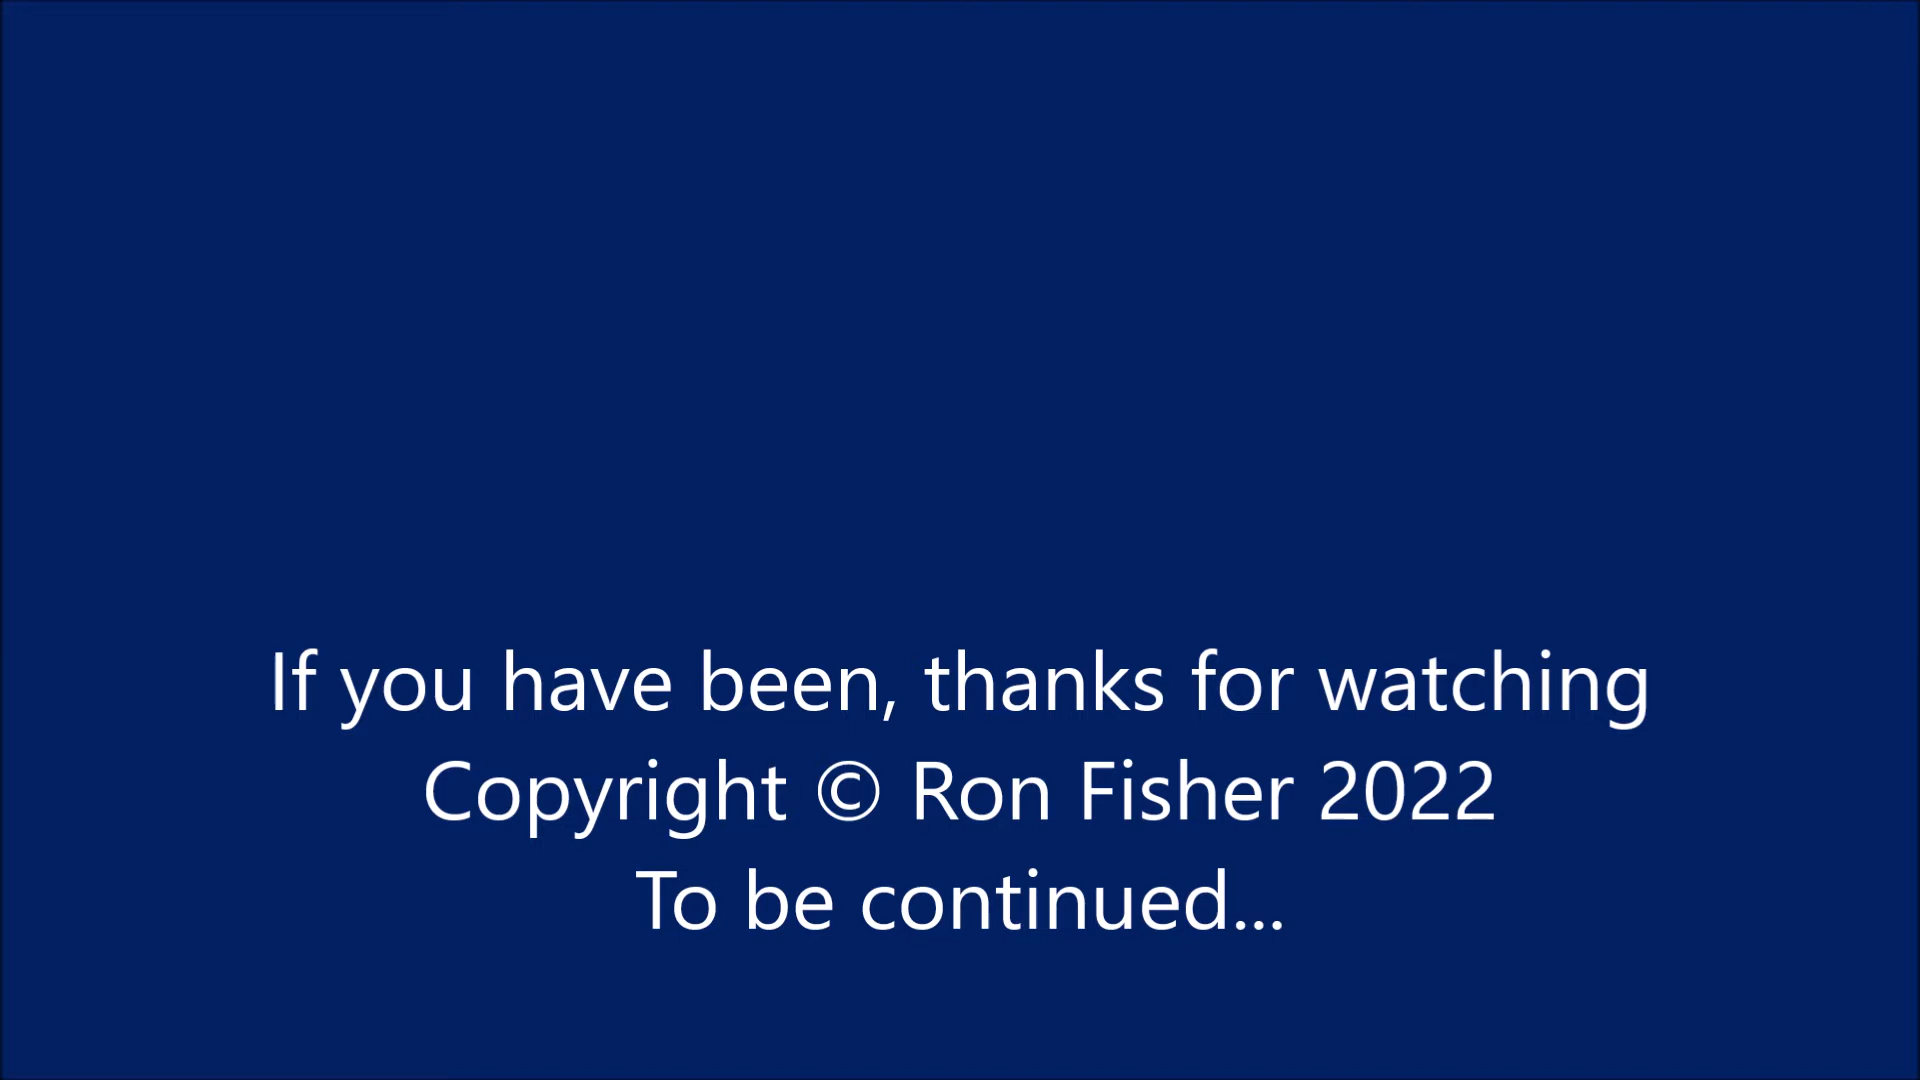 If you have been, thanks for watching
Copyright © Ron Fisher 2022
To be continued...